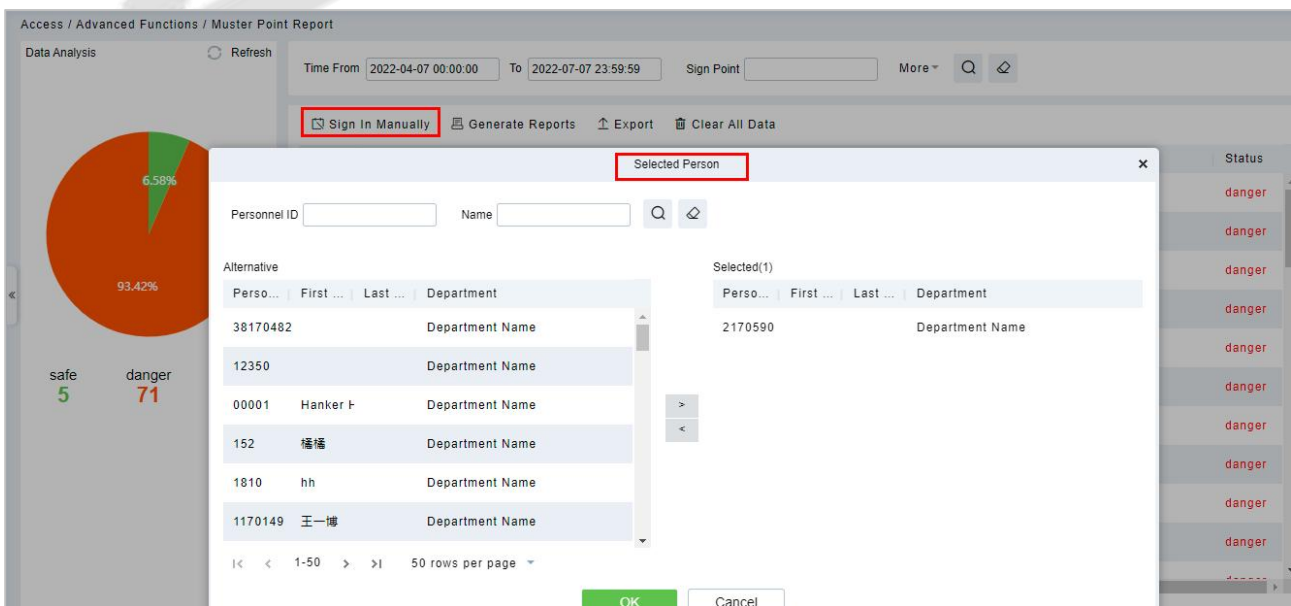 Access / Advanced Functions / Muster Point Report
Data Analysis Refresh
Time From 2022-04-07 00:00:00 To 2022-07-07 23:59:59 Sign Point More
Sign In Manually Generate Reports Export Clear All Data
Selected Person
Status
6.58%
93.42%
safe danger
5 71
Personnel ID Name
Alternative
Perso... First ... Last ... Department
38170482 Department Name
12350 Department Name
00001 Hanker H Department Name
152 橘橘 Department Name
1810 hh Department Name
1170149 王一博 Department Name
1-50 50 rows per page
Selected(1)
Perso... First ... Last ... Department
2170590 Department Name
> 
<
OK Cancel
danger
danger
danger
danger
danger
danger
danger
danger
danger
danger